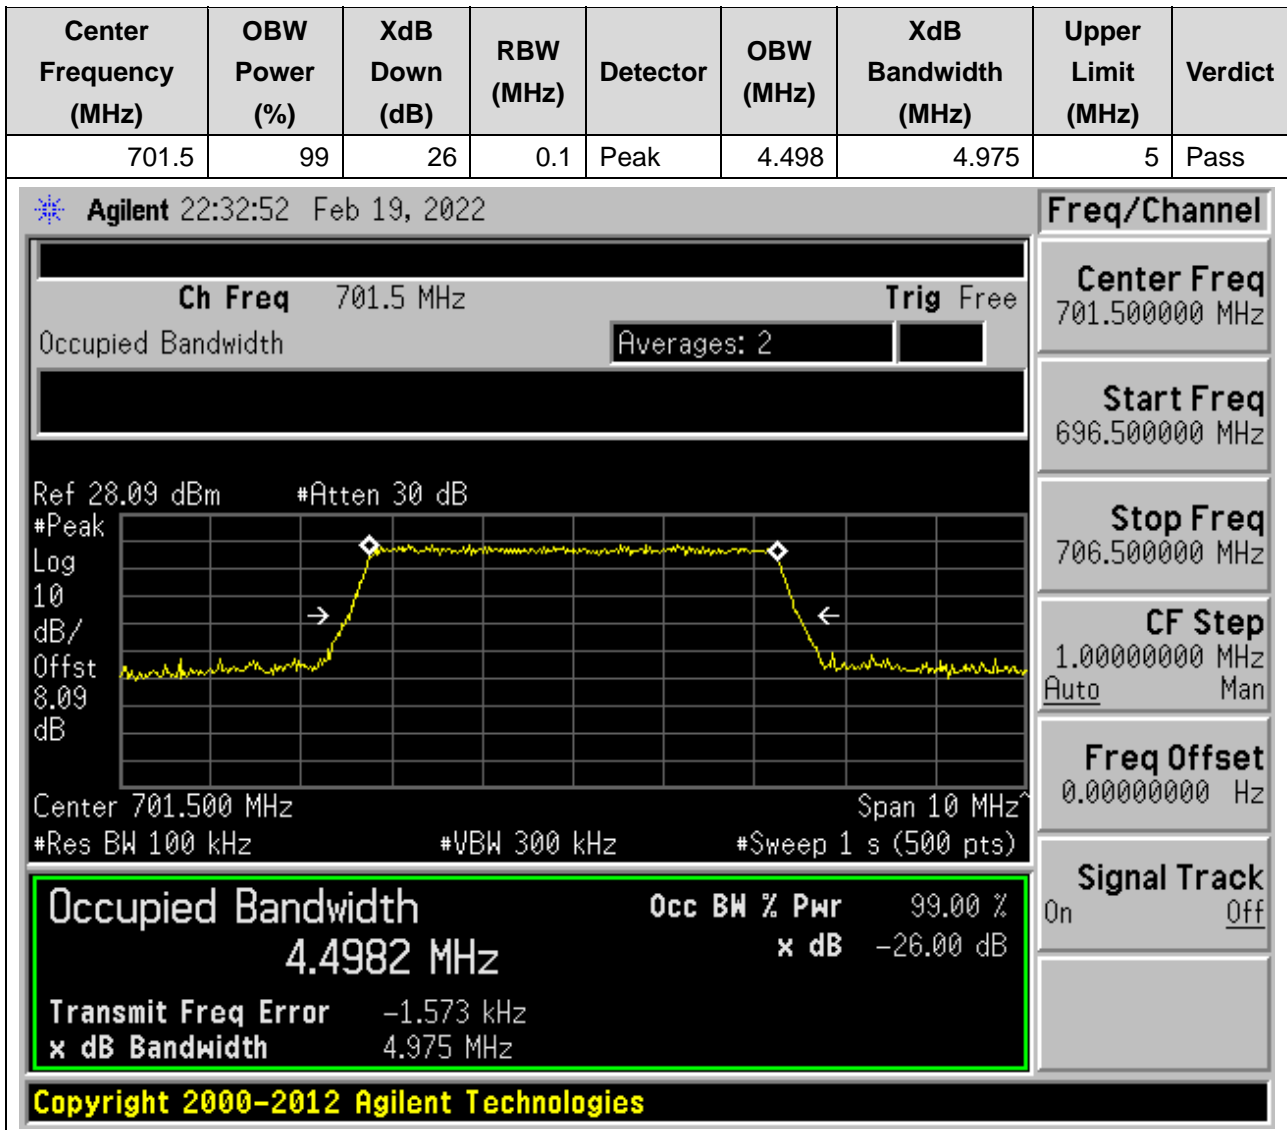 Center Frequency (MHz) OBW Power (%) XdB Down (dB) RBW (MHz) Detector OBW (MHz) XdB Bandwidth (MHz) Upper Limit (MHz) Verdict
701.5 99 26 0.1 Peak 4.498 4.975 5 Pass
Agilent 22:32:52 Feb 19, 2022
Ch Freq 701.5 MHz Trig Free
Occupied Bandwidth Averages: 2
Ref 28.09 dBm #Atten 30 dB
#Peak
Log
10
dB/
Offst
8.09
dB
Center 701.500 MHz Span 10 MHz^
#Res BW 100 kHz #VBW 300 kHz #Sweep 1 s (500 pts)
Occupied Bandwidth Occ BW % Pwr 99.00 %
4.4982 MHz x dB -26.00 dB
Transmit Freq Error -1.573 kHz
x dB Bandwidth 4.975 MHz
Copyright 2000-2012 Agilent Technologies
Freq/Channel
Center Freq
701.500000 MHz
Start Freq
696.500000 MHz
Stop Freq
706.500000 MHz
CF Step
1.00000000 MHz
Auto Man
Freq Offset
0.00000000 Hz
Signal Track
On Off